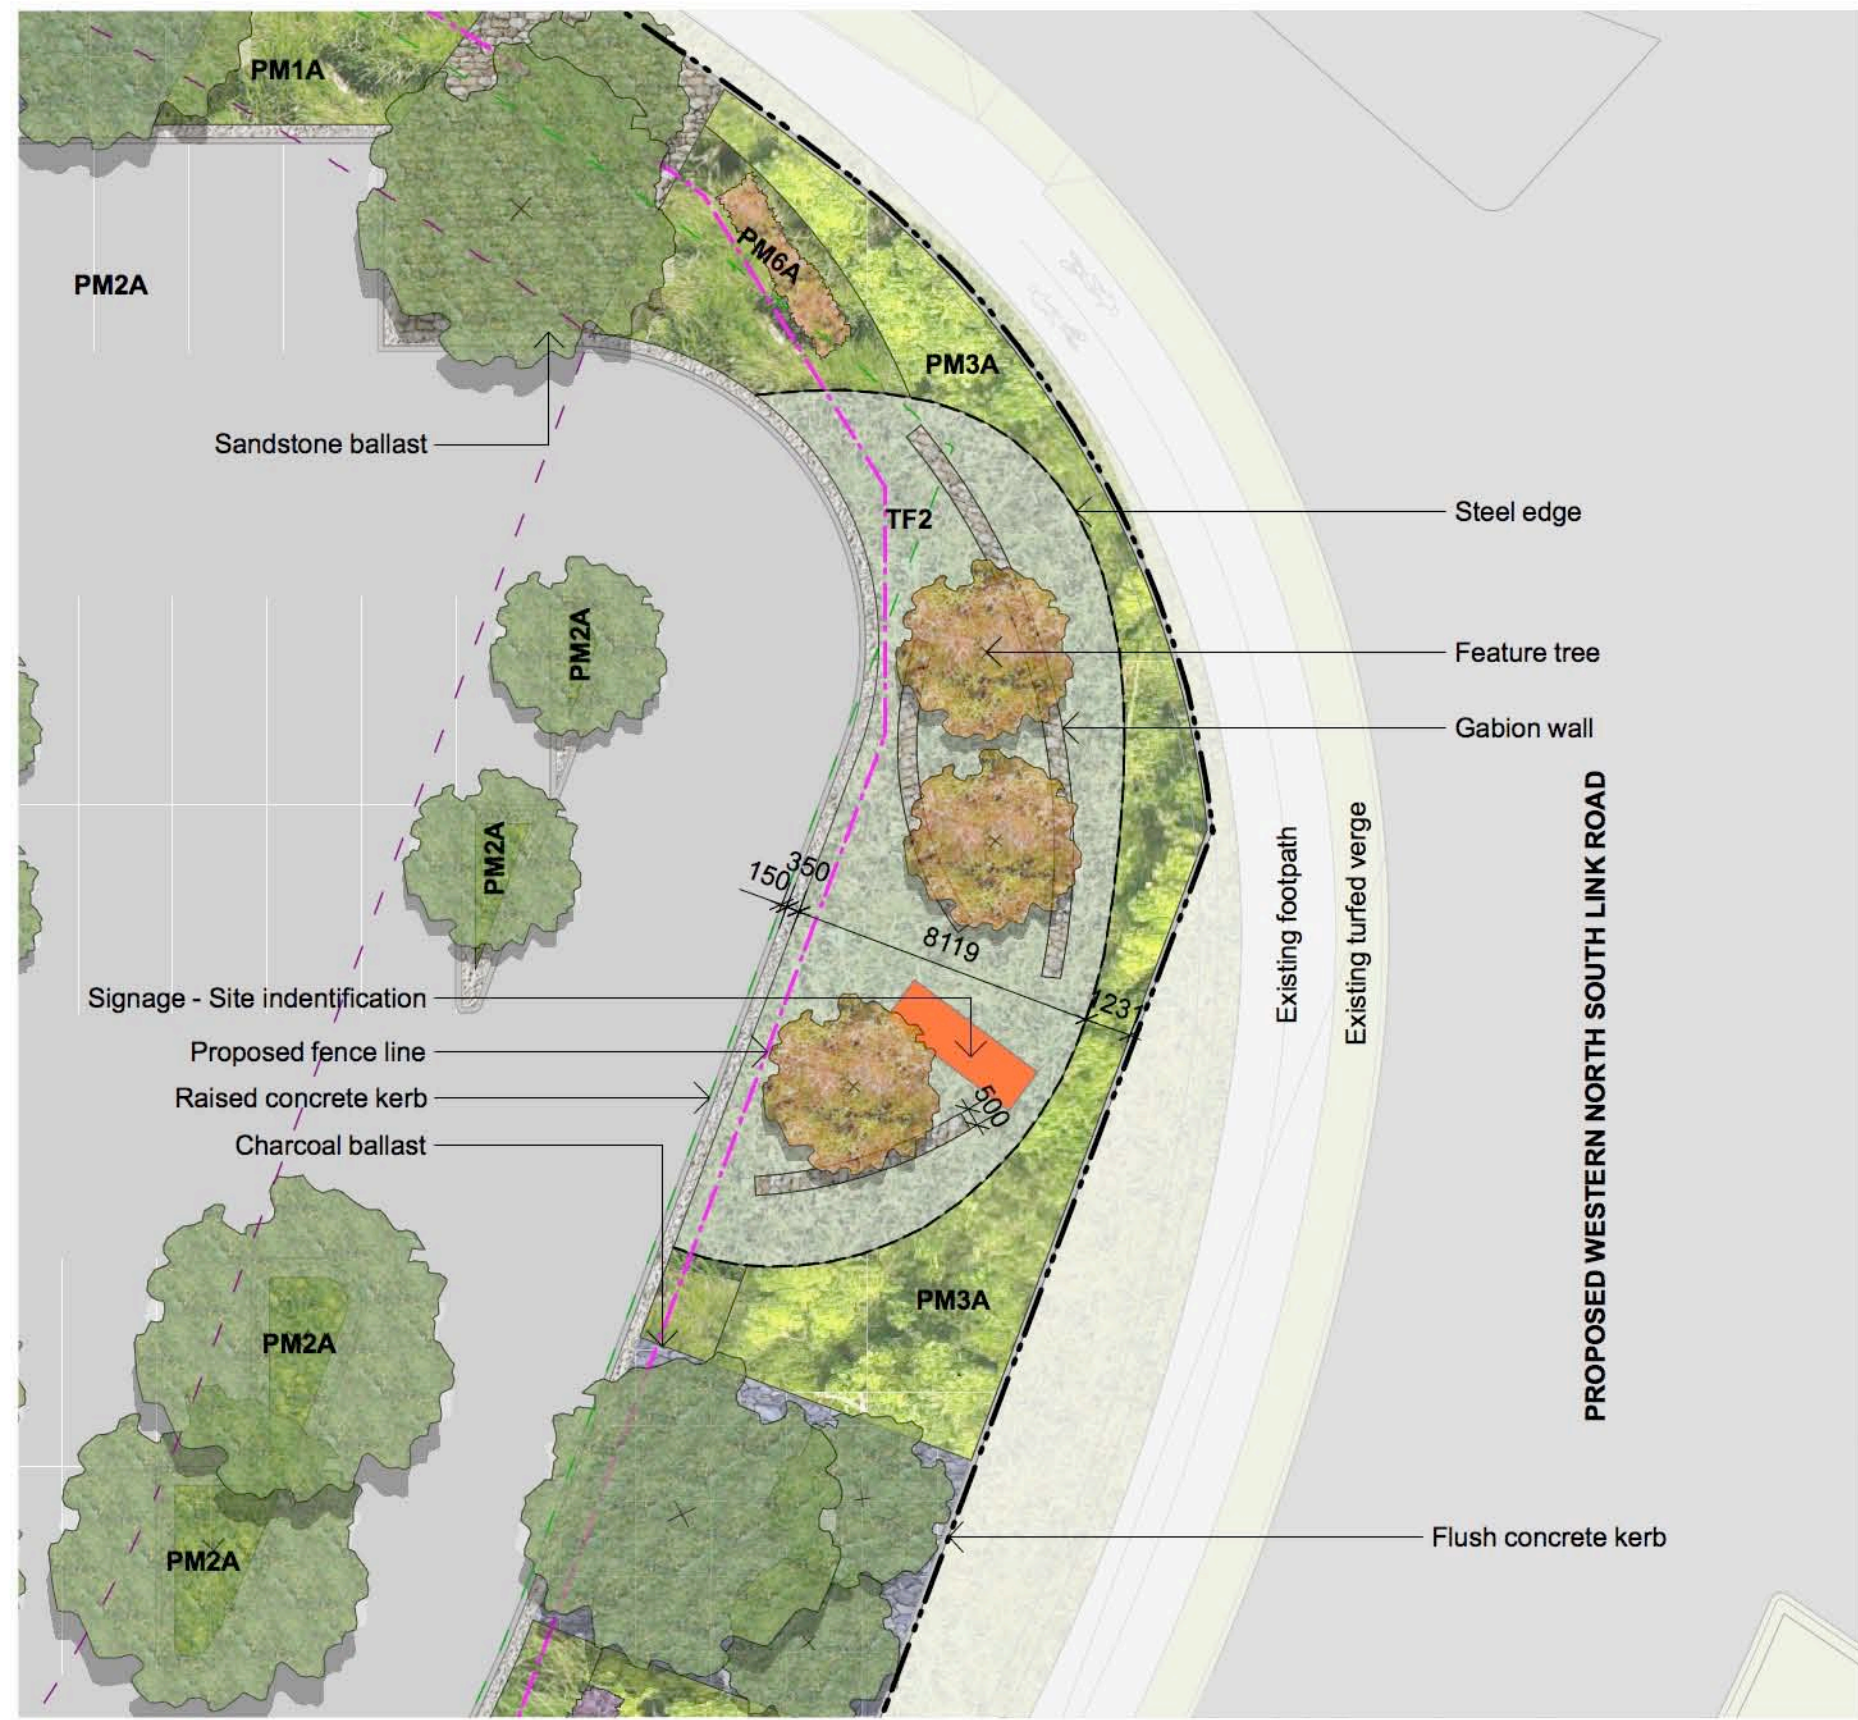 PM1A
PM6A
PM2A
PM3A
Sandstone ballast
Steel edge
TF2
Feature tree
PM2A
Gabion wall
PM2A
150
350
8119
1231
Existing footpath
Existing turfed verge
PROPOSED WESTERN NORTH SOUTH LINK ROAD
Signage - Site indentification
Proposed fence line
Raised concrete kerb
500
Charcoal ballast
PM3A
PM2A
PM2A
Flush concrete kerb